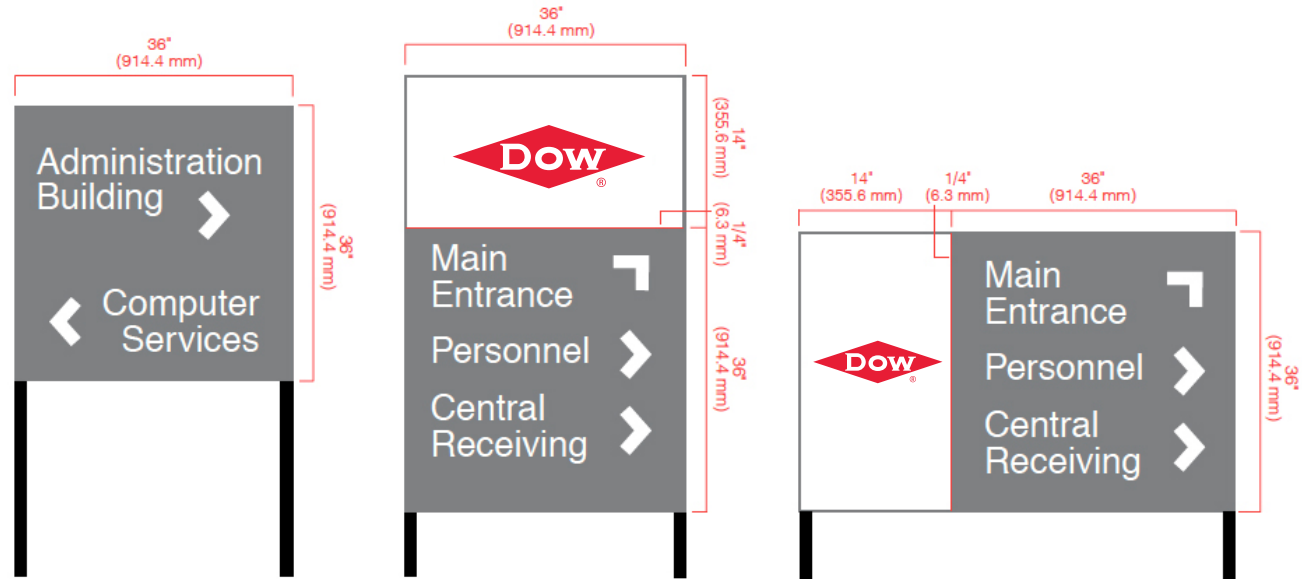 36"
(914.4 mm)
Administration
Building
Computer
Services
36"
(914.4 mm)
36"
(914.4 mm)
DOW
®
14"
(355.6 mm)
1/4"
(6.3 mm)
Main
Entrance
Personnel
Central
Receiving
36"
(914.4 mm)
14"
(355.6 mm)
1/4"
(6.3 mm)
36"
(914.4 mm)
DOW
®
Main
Entrance
Personnel
Central
Receiving
36"
(914.4 mm)